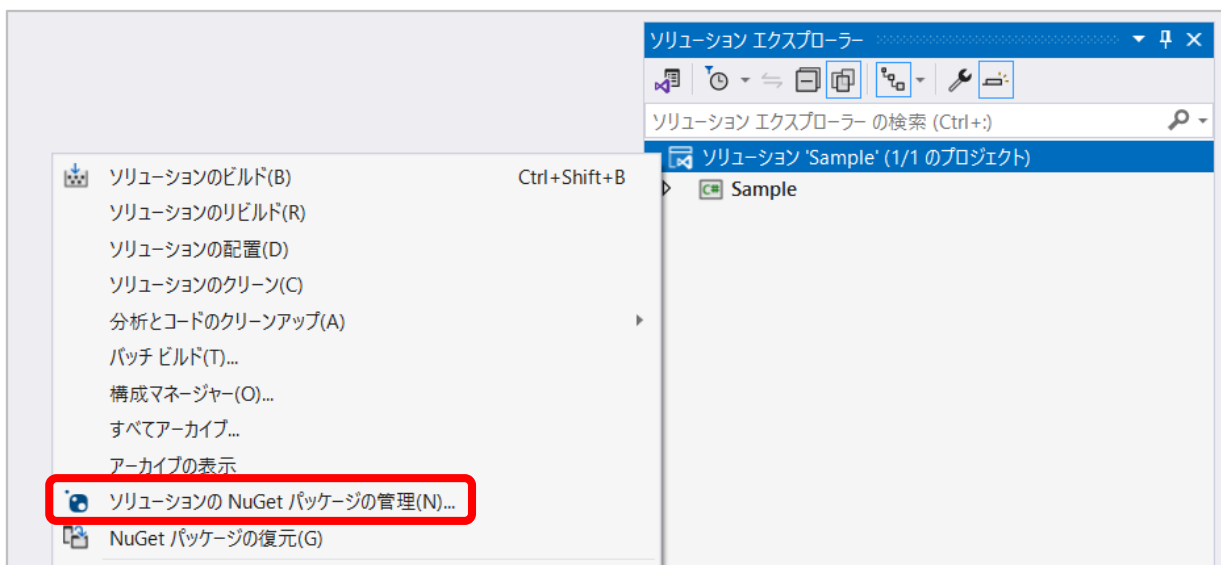 ソリューション エクスプローラー
ソリューション エクスプローラー の検索 (Ctrl+:)
ソリューション 'Sample' (1/1 のプロジェクト)
C# Sample
ソリューションのビルド(B) Ctrl+Shift+B
ソリューションのリビルド(R)
ソリューションの配置(D)
ソリューションのクリーン(C)
分析とコードのクリーンアップ(A)
バッチ ビルド(T)...
構成マネージャー(O)...
すべてアーカイブ...
アーカイブの表示
ソリューションの NuGet パッケージの管理(N)...
NuGet パッケージの復元(G)